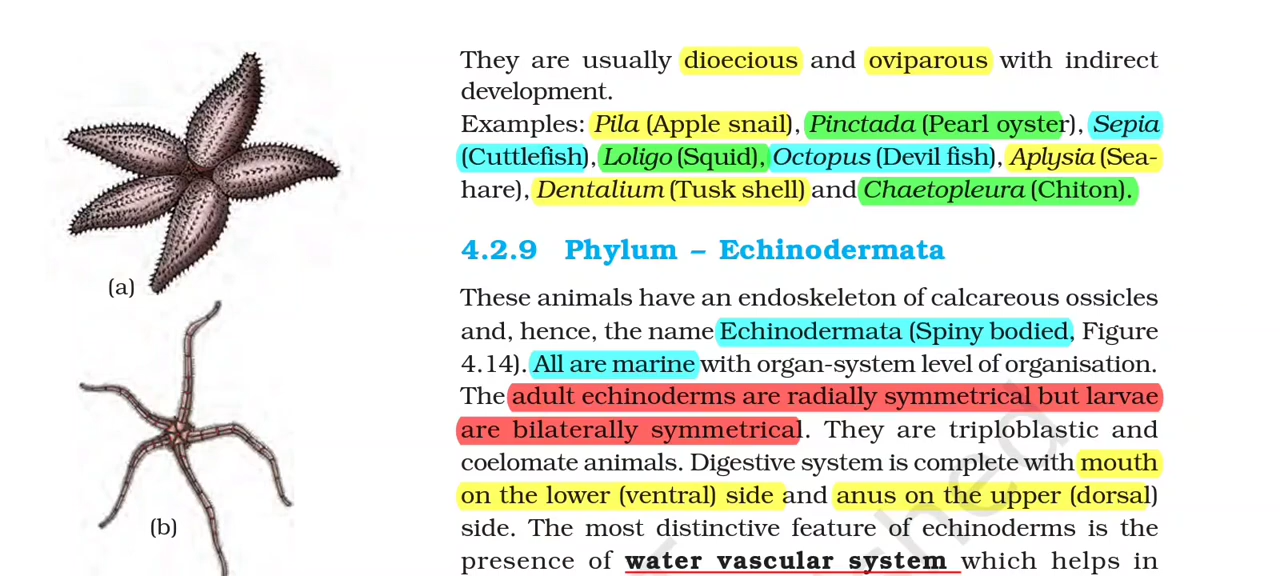 They are usually dioecious and oviparous with indirect
development.
Examples: Pila (Apple snail), Pinctada (Pearl oyster), Sepia
(Cuttlefish), Loligo (Squid), Octopus (Devil fish), Aplysia (Sea-
hare), Dentalium (Tusk shell) and Chaetopleura (Chiton).
4.2.9 Phylum – Echinodermata
These animals have an endoskeleton of calcareous ossicles
and, hence, the name Echinodermata (Spiny bodied, Figure
4.14). All are marine with organ-system level of organisation.
The adult echinoderms are radially symmetrical but larvae
are bilaterally symmetrical. They are triploblastic and
coelomate animals. Digestive system is complete with mouth
on the lower (ventral) side and anus on the upper (dorsal)
side. The most distinctive feature of echinoderms is the
presence of water vascular system which helps in
(a)
(b)